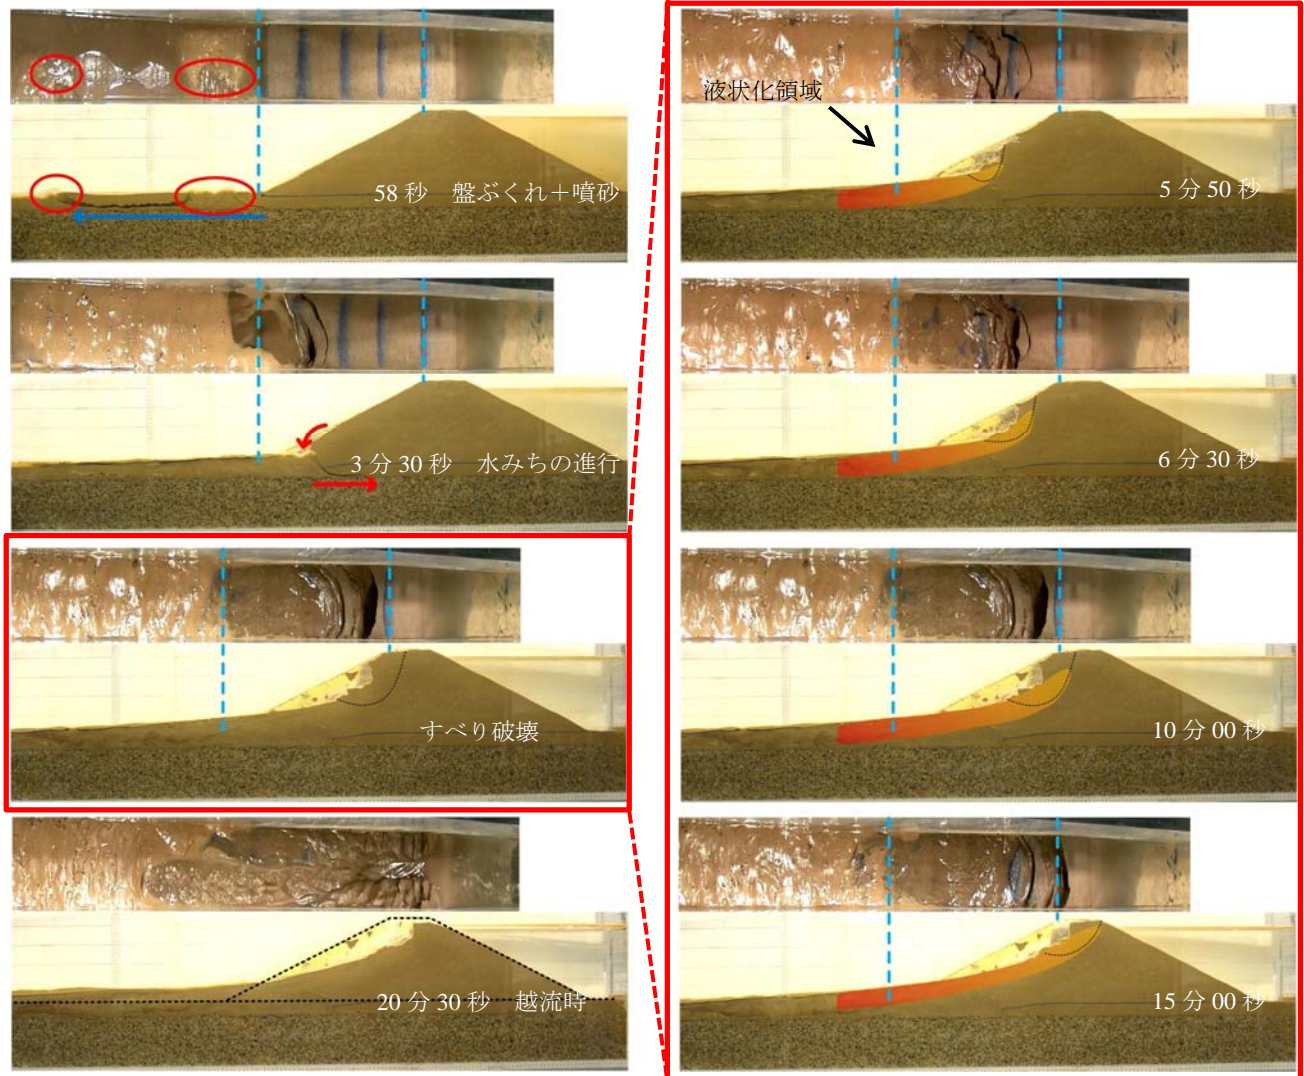 58 秒　盤ぶくれ＋噴砂
3 分 30 秒　水みちの進行
すべり破壊
20 分 30 秒　越流時
液状化領域
5 分 50 秒
6 分 30 秒
10 分 00 秒
15 分 00 秒